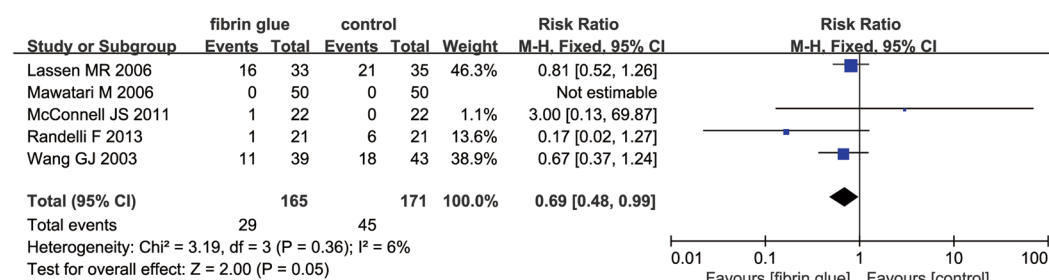 fibrin glue control Risk Ratio Risk Ratio
Study or Subgroup Events Total Events Total Weight M-H, Fixed, 95% CI M-H, Fixed, 95% CI
Lassen MR 2006 16 33 21 35 46.3% 0.81 [0.52, 1.26]
Mawatari M 2006 0 50 0 50 Not estimable
McConnell JS 2011 1 22 0 22 1.1% 3.00 [0.13, 69.87]
Randelli F 2013 1 21 6 21 13.6% 0.17 [0.02, 1.27]
Wang GJ 2003 11 39 18 43 38.9% 0.67 [0.37, 1.24]
Total (95% CI) 165 171 100.0% 0.69 [0.48, 0.99]
Total events 29 45
Heterogeneity: Chi² = 3.19, df = 3 (P = 0.36); I² = 6%
Test for overall effect: Z = 2.00 (P = 0.05)
0.01 0.1 1 10 100
Favours [fibrin glue] Favours [control]